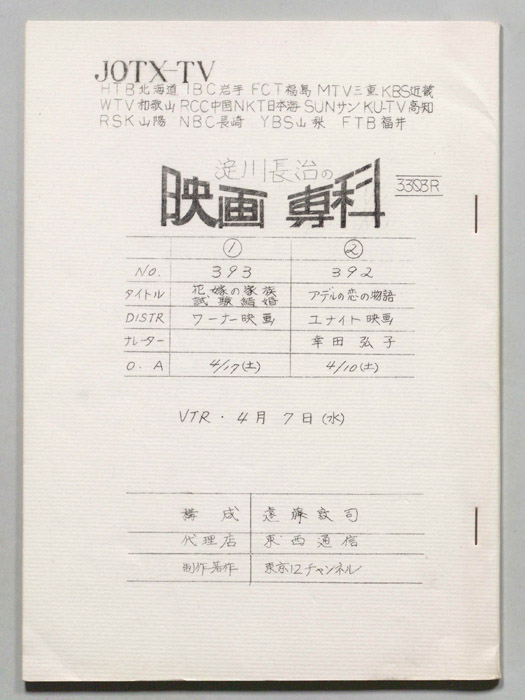 JOTX-TV
HTB北海道 IBC岩手 FCT福島 MTV三重 KBS近畿
WTV和歌山 RCC中国 NKT日本海 SUNサン KU-TV高知
RSK山陽 NBC長崎 YBS山梨 FTB福井
淀川長治の
映画専科 3303R
① ②
No. 393 392
タイトル 花嫁の家族 試験結婚 アデルの恋の物語
DISTR ワーナー映画 ユナイト映画
ナレーター 幸田弘子
O.A 4/17(土) 4/10(土)
VTR・4月7日(水)
構成
代理店 東西通信
制作著作 東京12チャンネル